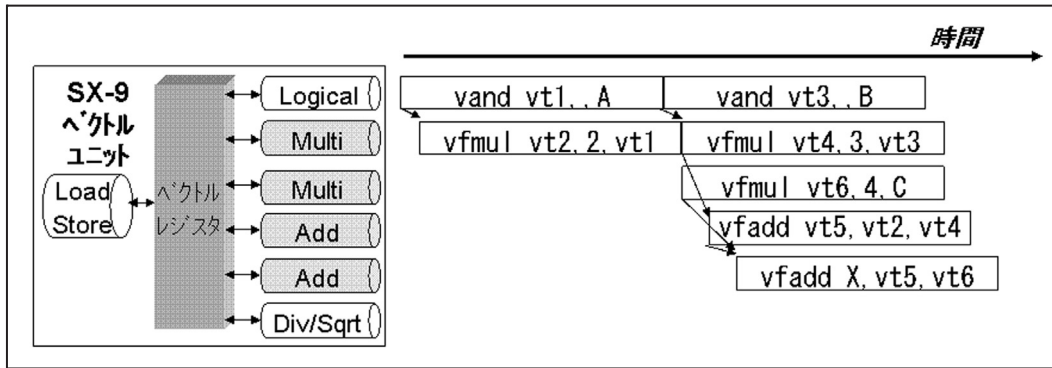 時間
SX-9
ベクトル
ユニット
Load
Store
ベクトル
レジスタ
Logical
Multi
Multi
Add
Add
Div/Sqrt
vand vt1,,A
vand vt3,,B
vfmul vt2,2,vt1
vfmul vt4,3,vt3
vfmul vt6,4,C
vfadd vt5,vt2,vt4
vfadd X,vt5,vt6